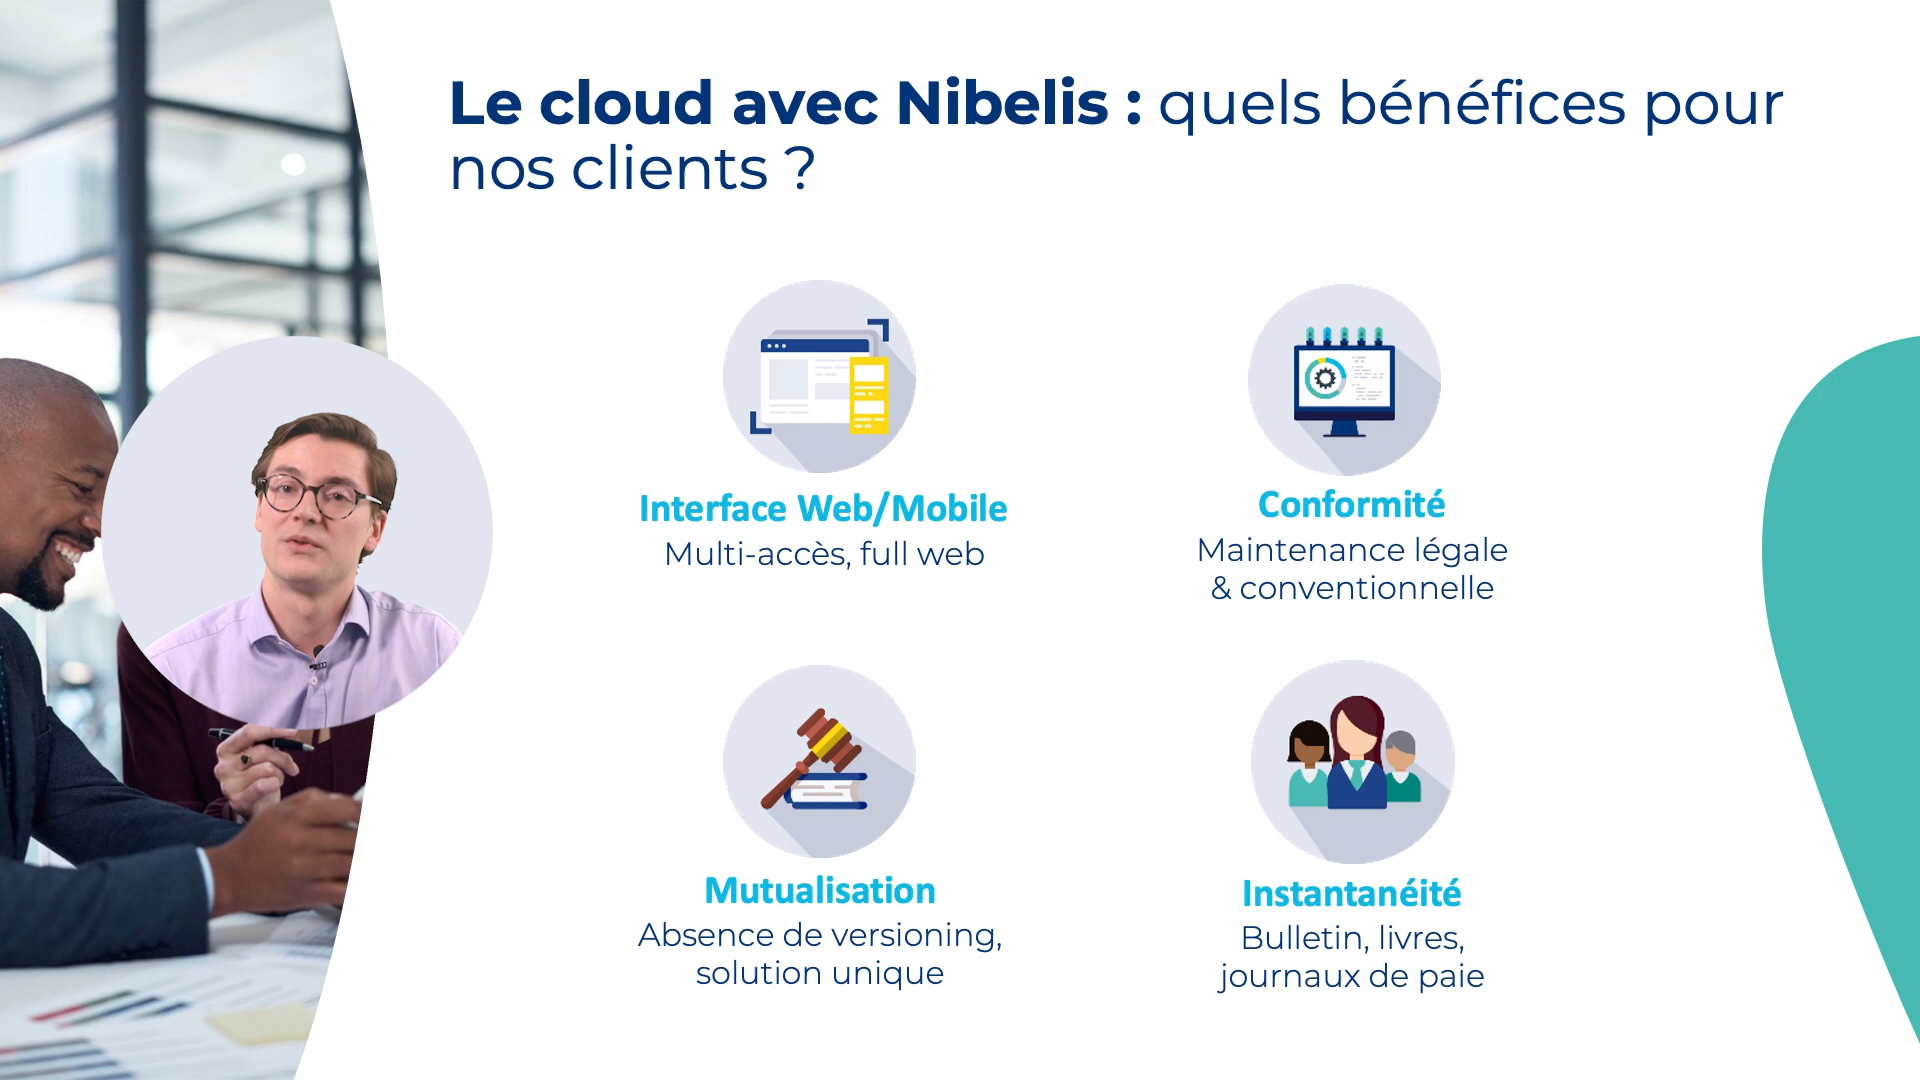 Le cloud avec Nibelis : quels bénéfices pour
nos clients ?
Interface Web/Mobile
Multi-accès, full web
Conformité
Maintenance légale
& conventionnelle
Mutualisation
Absence de versioning,
solution unique
Instantanéité
Bulletin, livres,
journaux de paie